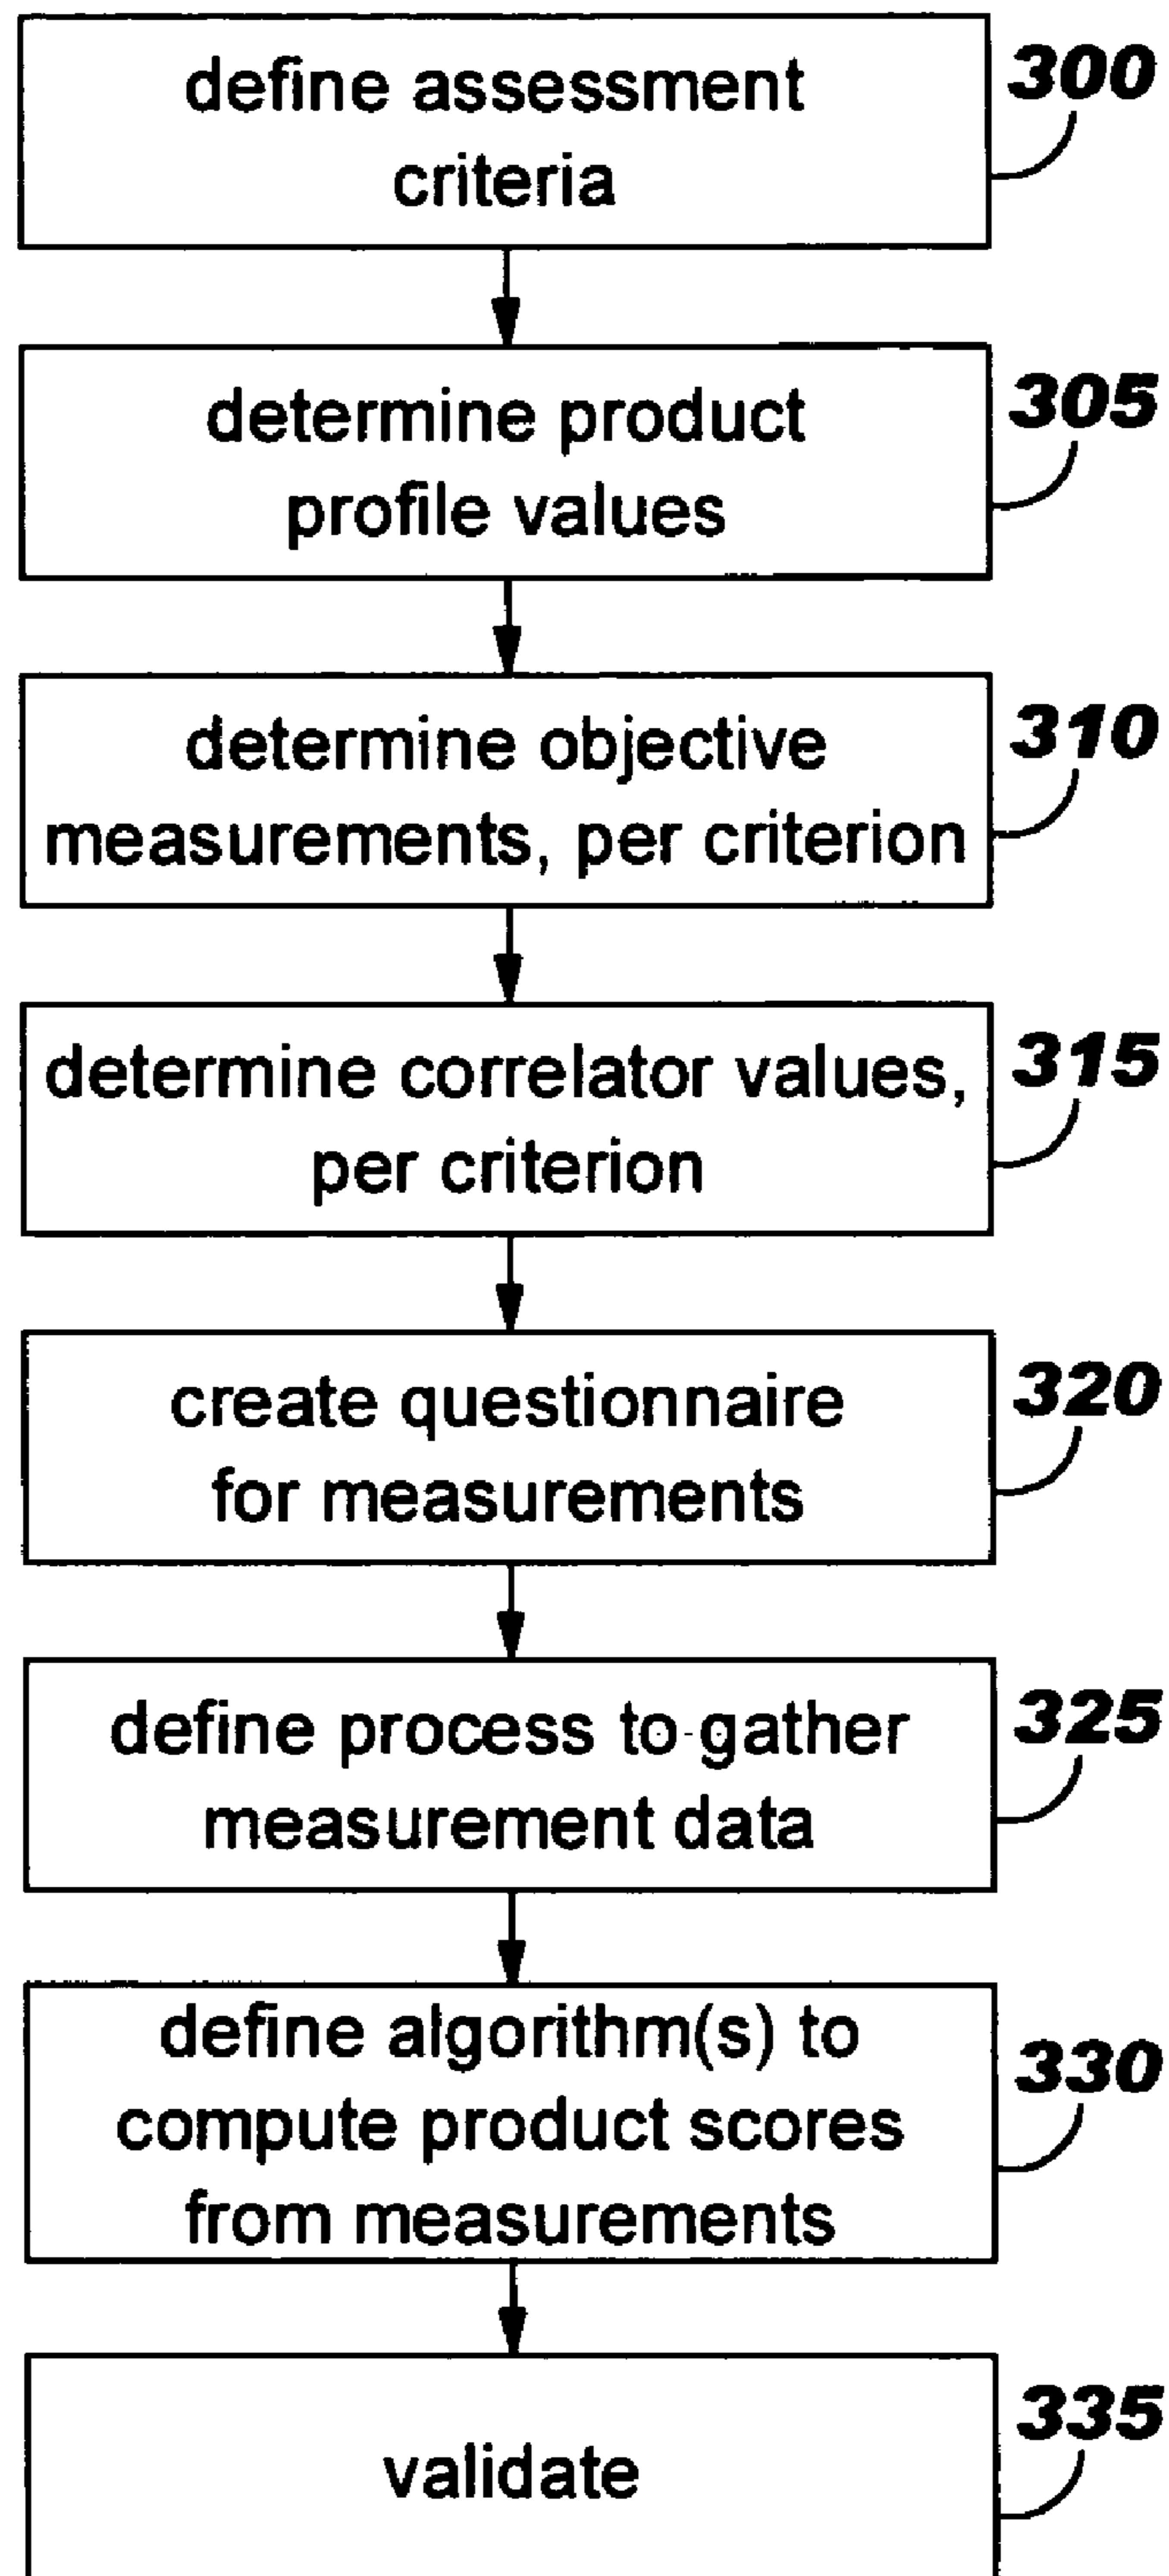 define assessment
criteria
300
determine product
profile values
305
determine objective
measurements, per criterion
310
determine correlator values,
per criterion
315
create questionnaire
for measurements
320
define process to gather
measurement data
325
define algorithm(s) to
compute product scores
from measurements
330
validate
335